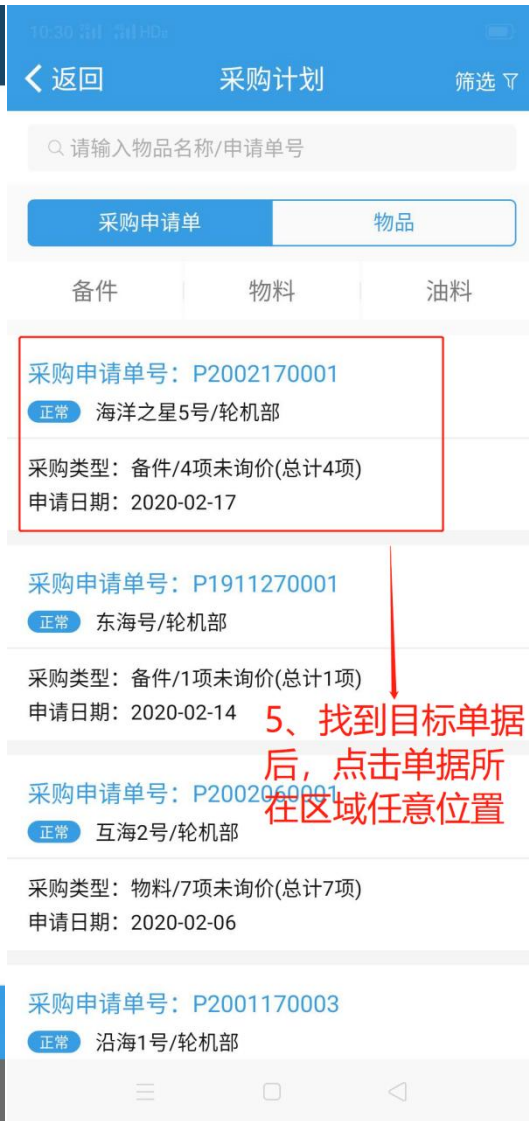 10:30 HD
返回 采购计划 筛选
请输入物品名称/申请单号
采购申请单 物品
备件 物料 油料
采购申请单号：P2002170001
正常 海洋之星5号/轮机部
采购类型：备件/4项未询价(总计4项)
申请日期：2020-02-17
采购申请单号：P1911270001
正常 东海号/轮机部
采购类型：备件/1项未询价(总计1项)
申请日期：2020-02-14
5、找到目标单据
后，点击单据所
在区域任意位置
采购申请单号：P2002060001
正常 互海2号/轮机部
采购类型：物料/7项未询价(总计7项)
申请日期：2020-02-06
采购申请单号：P2001170003
正常 沿海1号/轮机部